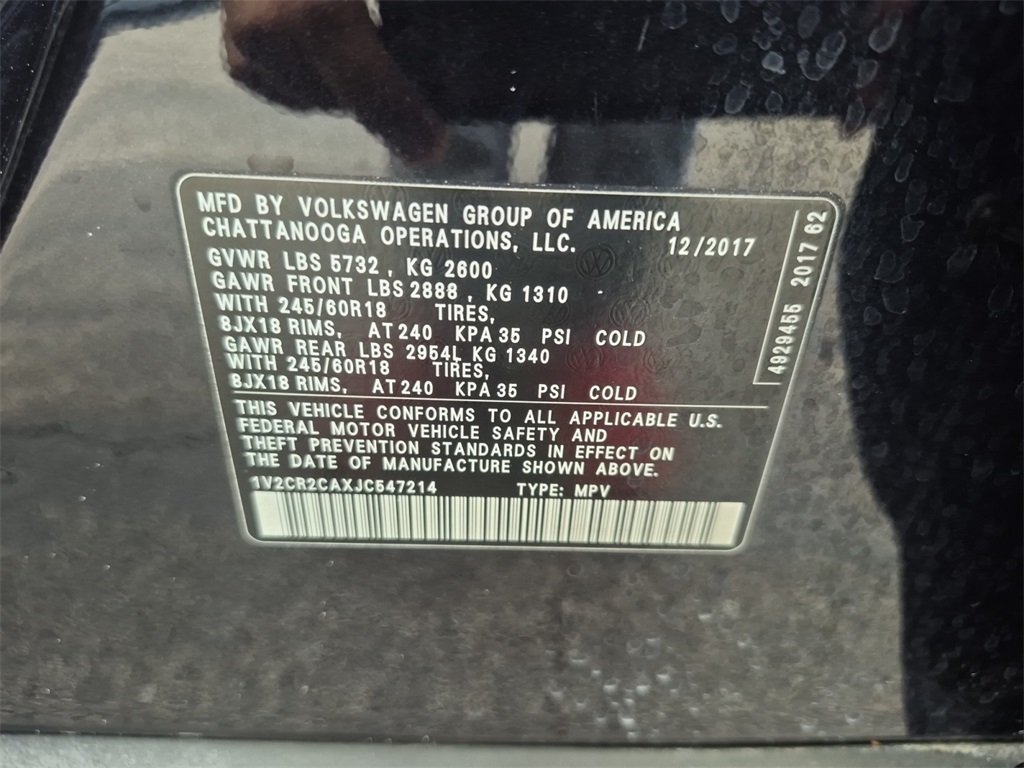 MFD BY VOLKSWAGEN GROUP OF AMERICA
CHATTANOOGA OPERATIONS, LLC. 12/2017
GVWR LBS 5732, KG 2600
GAWR FRONT LBS 2888, KG 1310
WITH 245/60R18 TIRES,
8JX18 RIMS, AT 240 KPA 35 PSI COLD
GAWR REAR LBS 2954L KG 1340
WITH 245/60R18 TIRES,
8JX18 RIMS, AT 240 KPA 35 PSI COLD
THIS VEHICLE CONFORMS TO ALL APPLICABLE U.S.
FEDERAL MOTOR VEHICLE SAFETY AND
THEFT PREVENTION STANDARDS IN EFFECT ON
THE DATE OF MANUFACTURE SHOWN ABOVE.
1V2CR2CAXJC547214 TYPE: MPV
4929455 2017 62